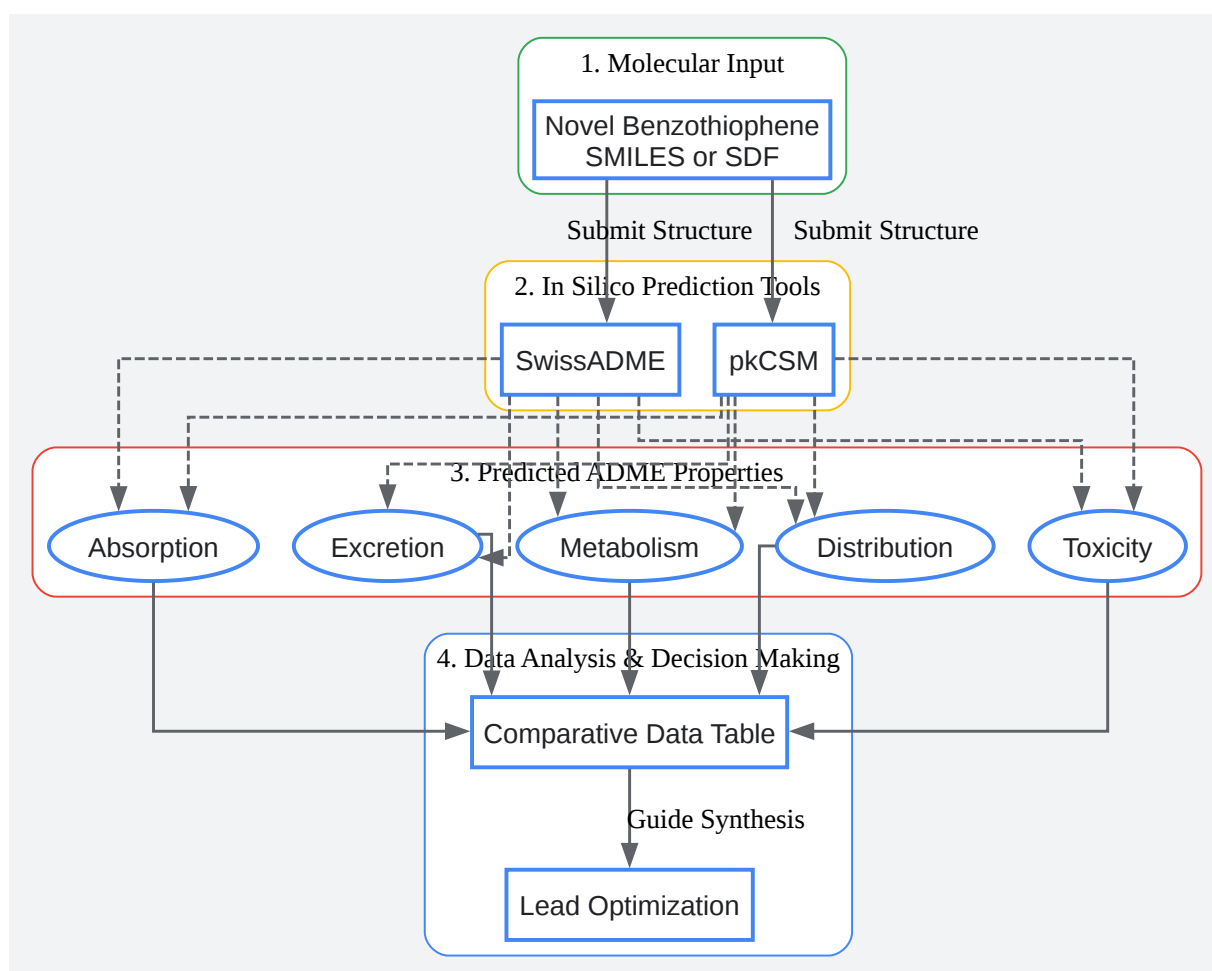 1. Molecular Input
Novel Benzothiophene
SMILES or SDF
Submit Structure
Submit Structure
2. In Silico Prediction Tools
SwissADME
pkCSM
3. Predicted ADME Properties
Absorption
Excretion
Metabolism
Distribution
Toxicity
4. Data Analysis & Decision Making
Comparative Data Table
Guide Synthesis
Lead Optimization